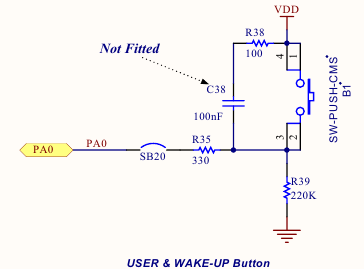 VDD
R38
100
Not Fitted
C38
100nF
4
1
SW-PUSH-CMS
B1
3
2
PA0
PA0
SB20
R35
330
R39
220K
USER & WAKE-UP Button